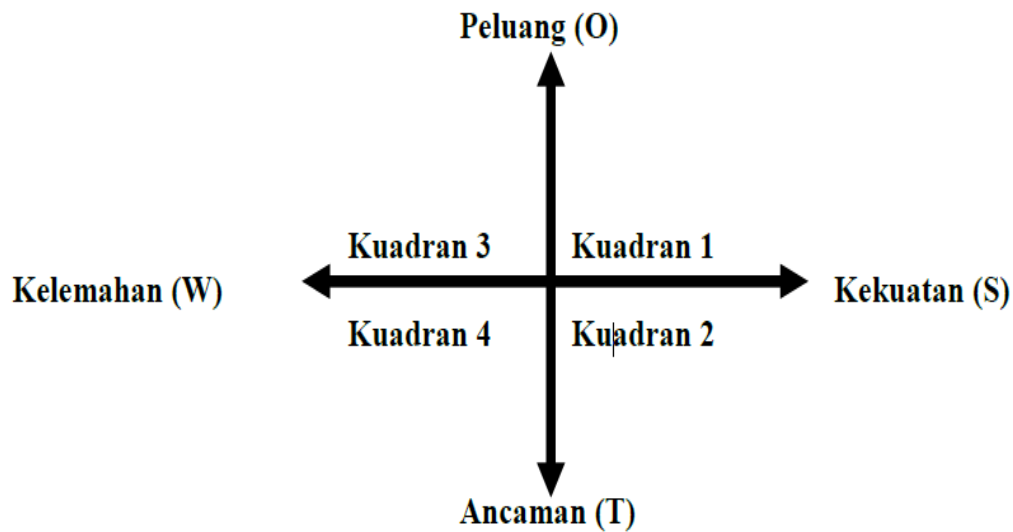 Peluang (O)
Kuadran 3 Kuadran 1
Kelemahan (W) Kekuatan (S)
Kuadran 4 Kuadran 2
Ancaman (T)